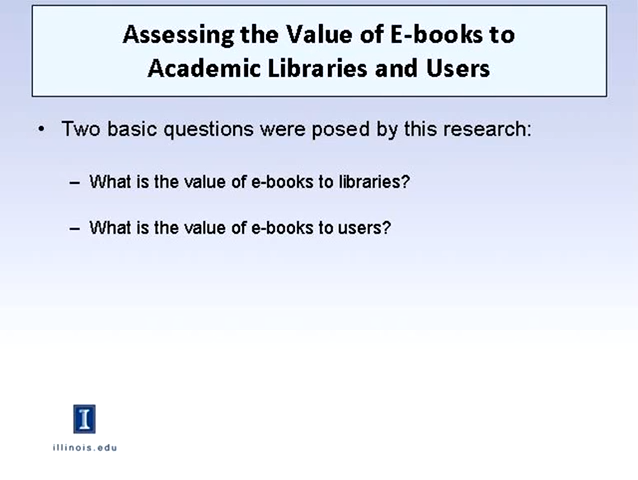 Assessing the Value of E-books to
Academic Libraries and Users
• Two basic questions were posed by this research:
– What is the value of e-books to libraries?
– What is the value of e-books to users?
I
illinois.edu